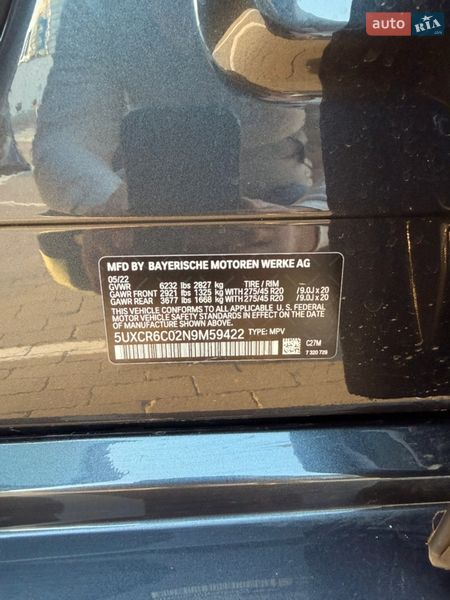 auto RIA
MFD BY BAYERISCHE MOTOREN WERKE AG
05/22
GVWR 6232 lbs 2827 kg TIRE / RIM
GAWR FRONT 2921 lbs 1325 kg WITH 275/45 R20 /9.0J x 20
GAWR REAR 3677 lbs 1668 kg WITH 275/45 R20 /9.0J x 20
THIS VEHICLE CONFORMS TO ALL APPLICABLE U. S. FEDERAL
MOTOR VEHICLE SAFETY STANDARDS IN EFFECT ON THE DATE OF
MANUFACTURE SHOWN ABOVE.
5UXCR6C02N9M59422 TYPE: MPV
C27M
7 320 729